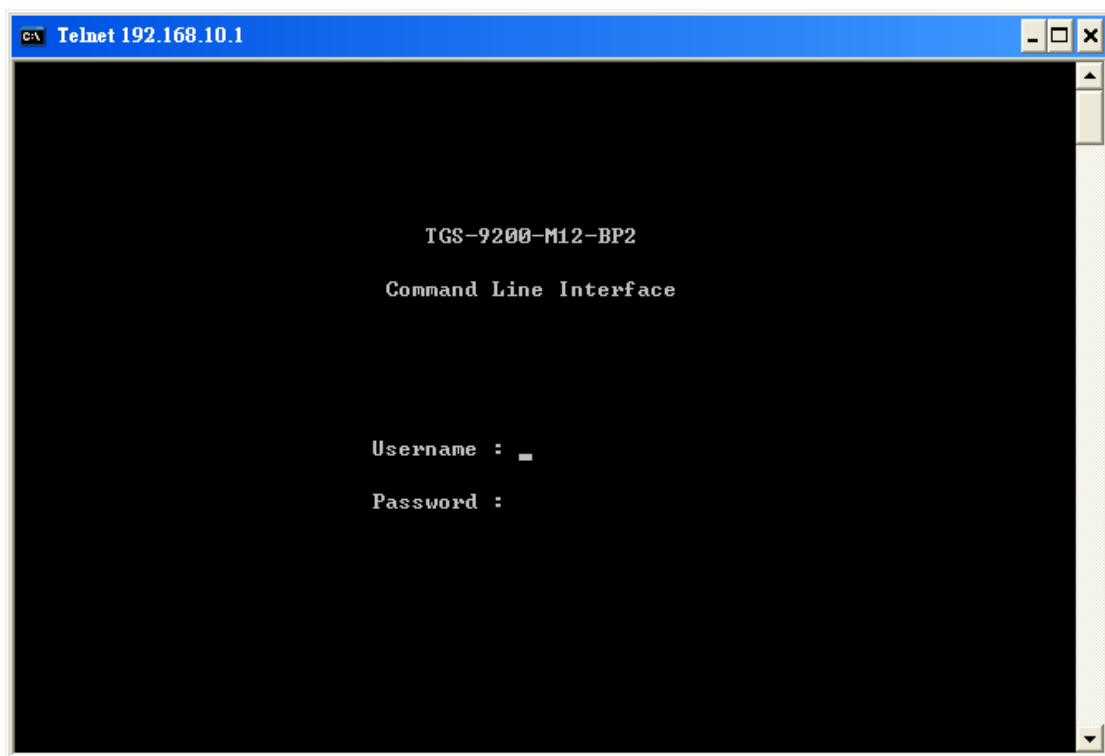 Telnet 192.168.10.1
TGS-9200-M12-BP2
Command Line Interface
Username :
Password :